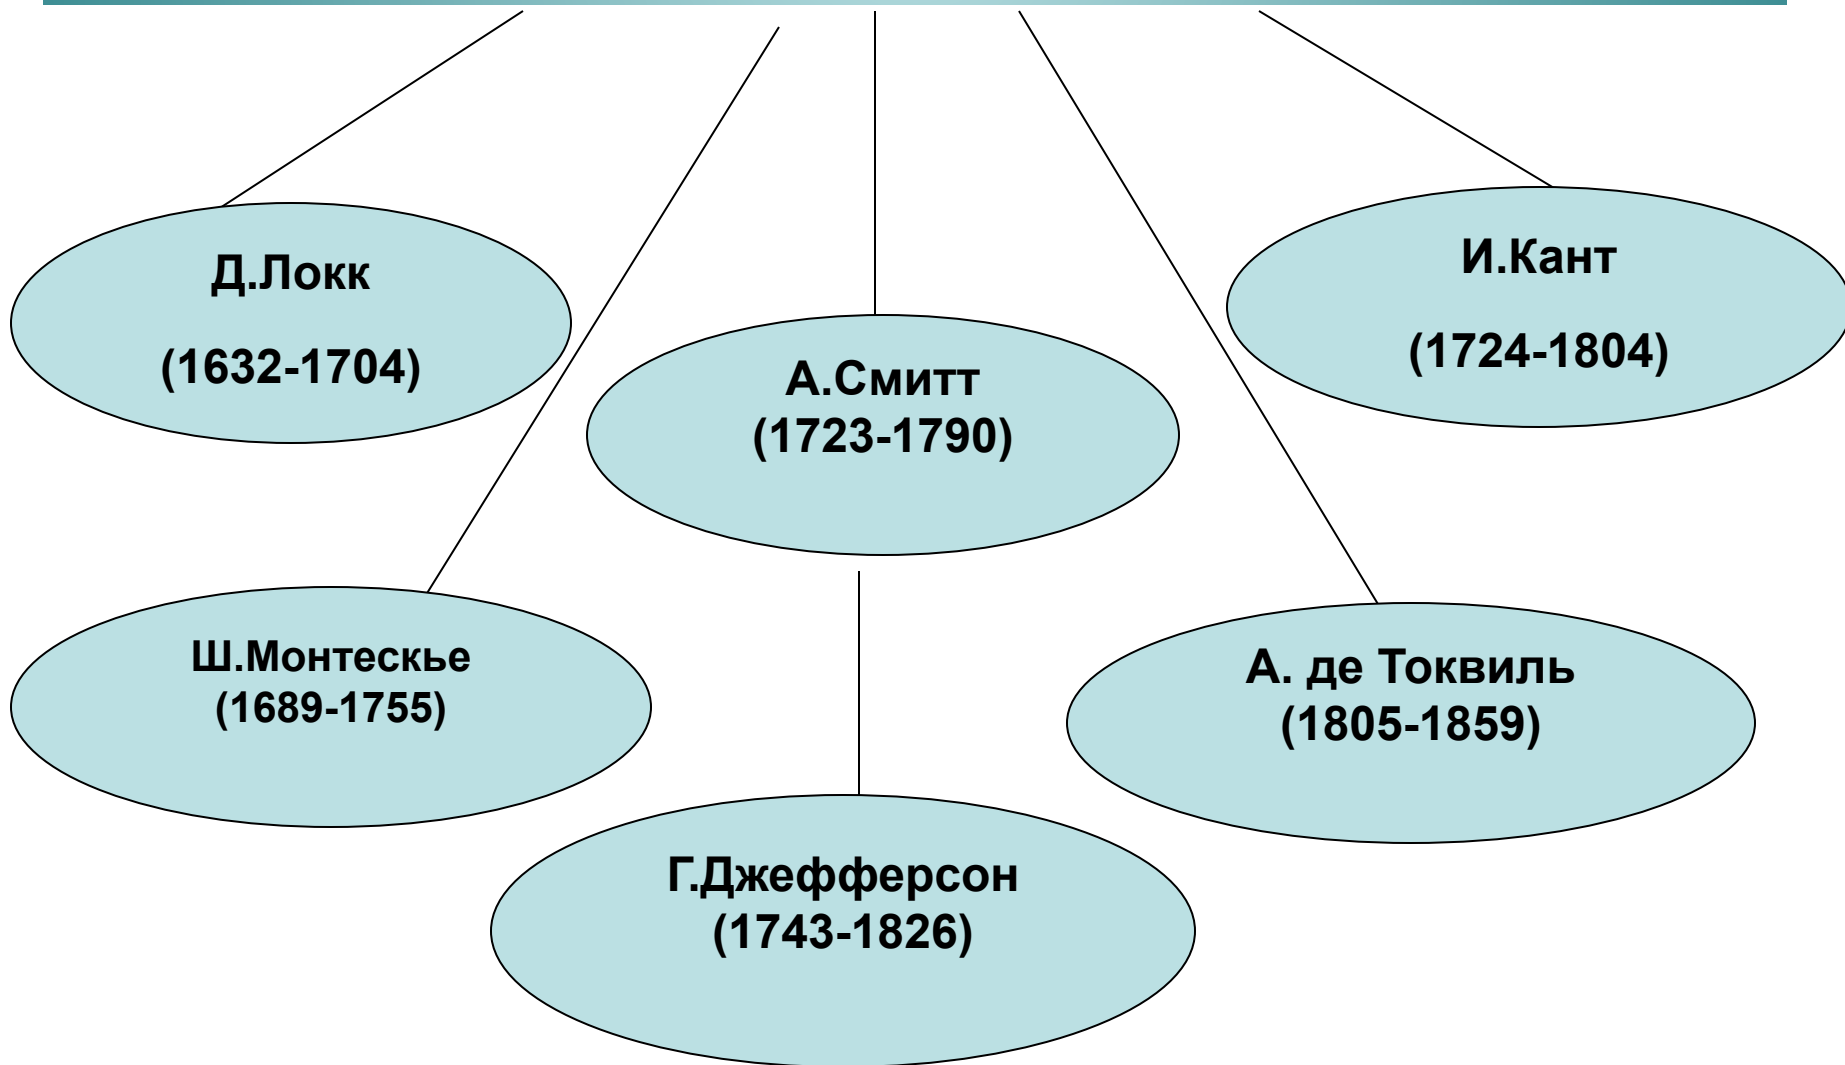 Д.Локк
(1632-1704)
И.Кант
(1724-1804)
А.Смитт
(1723-1790)
Ш.Монтескье
(1689-1755)
А. де Токвиль
(1805-1859)
Г.Джефферсон
(1743-1826)